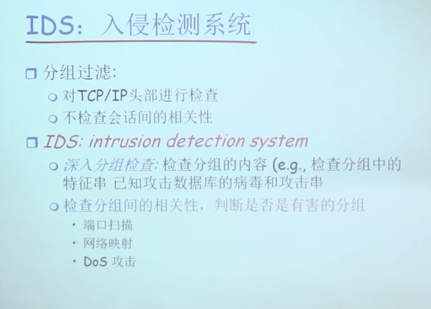 IDS：入侵检测系统
分组过滤:
对TCP/IP头部进行检查
不检查会话间的相关性
IDS: intrusion detection system
深入分组检查: 检查分组的内容 (e.g., 检查分组中的
特征串 已知攻击数据库的病毒和攻击串
检查分组间的相关性，判断是否是有害的分组
端口扫描
网络映射
DoS 攻击